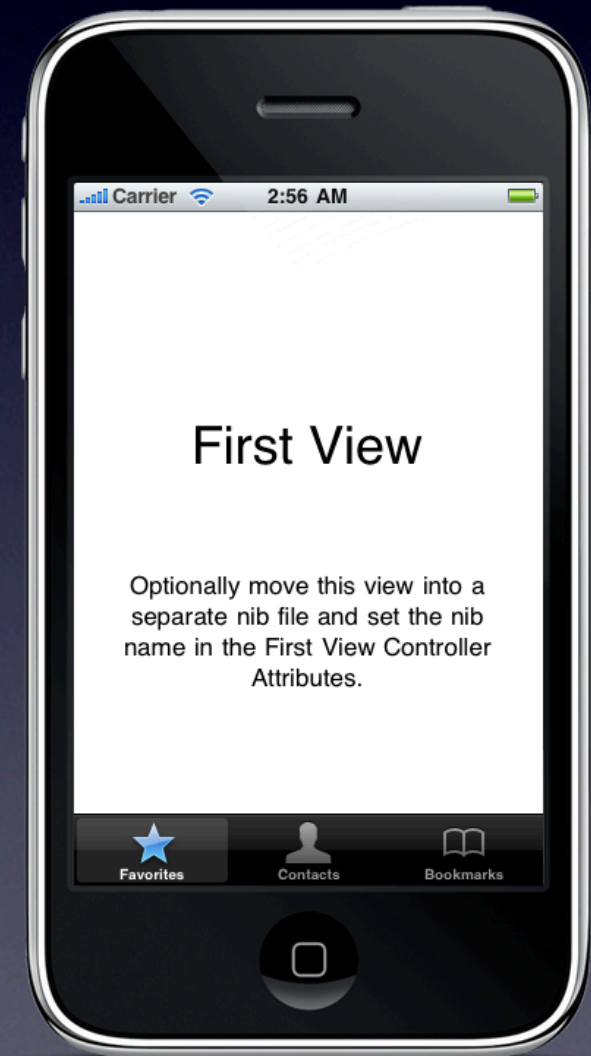 Carrier 2:56 AM
First View
Optionally move this view into a
separate nib file and set the nib
name in the First View Controller
Attributes.
Favorites Contacts Bookmarks